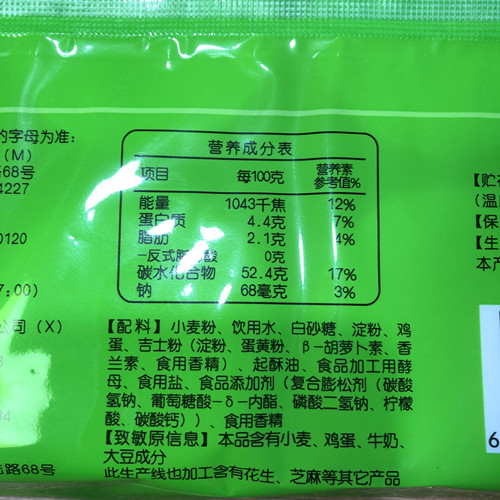 的字母为准:
(M)
路68号
4227
0120
7:00)
公司 (X)
路68号
营养成分表
项目 每100克 营养素参考值%
能量 1043千焦 12%
蛋白质 4.4克 7%
脂肪 2.1克 4%
-反式脂肪酸 0克
碳水化合物 52.4克 17%
钠 68毫克 3%
【配料】 小麦粉、饮用水、白砂糖、淀粉、鸡
蛋、吉士粉（淀粉、蛋黄粉、β-胡萝卜素、香
兰素、食用香精）、起酥油、食品加工用酵
母、食用盐、食品添加剂（复合膨松剂（碳酸
氢钠、葡萄糖酸-δ-内酯、磷酸二氢钠、柠檬
酸、碳酸钙））、食用香精
【致敏原信息】 本品含有小麦、鸡蛋、牛奶、
大豆成分
此生产线也加工含有花生、芝麻等其它产品
【贮存
（温
【保
【生
本产
6